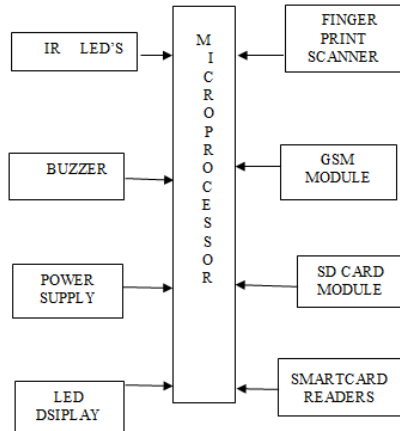 IR LED'S
BUZZER
POWER
SUPPLY
LED
DSIPLAY
M
I
C
R
O
P
R
O
C
E
S
S
O
R
FINGER
PRINT
SCANNER
GSM
MODULE
SD CARD
MODULE
SMARTCARD
READERS